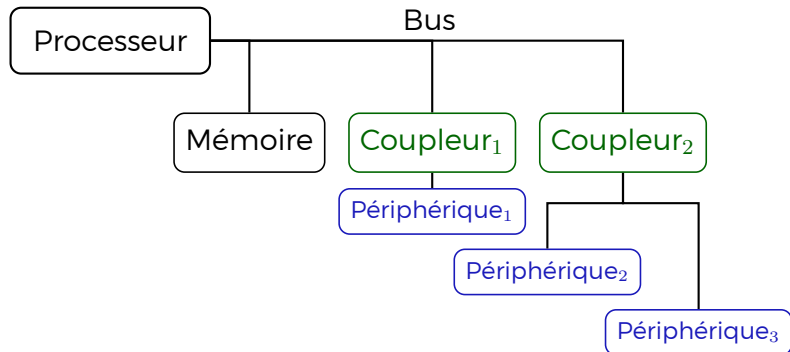 Bus
Processeur
Mémoire
Coupleur₁
Coupleur₂
Périphérique₁
Périphérique₂
Périphérique₃